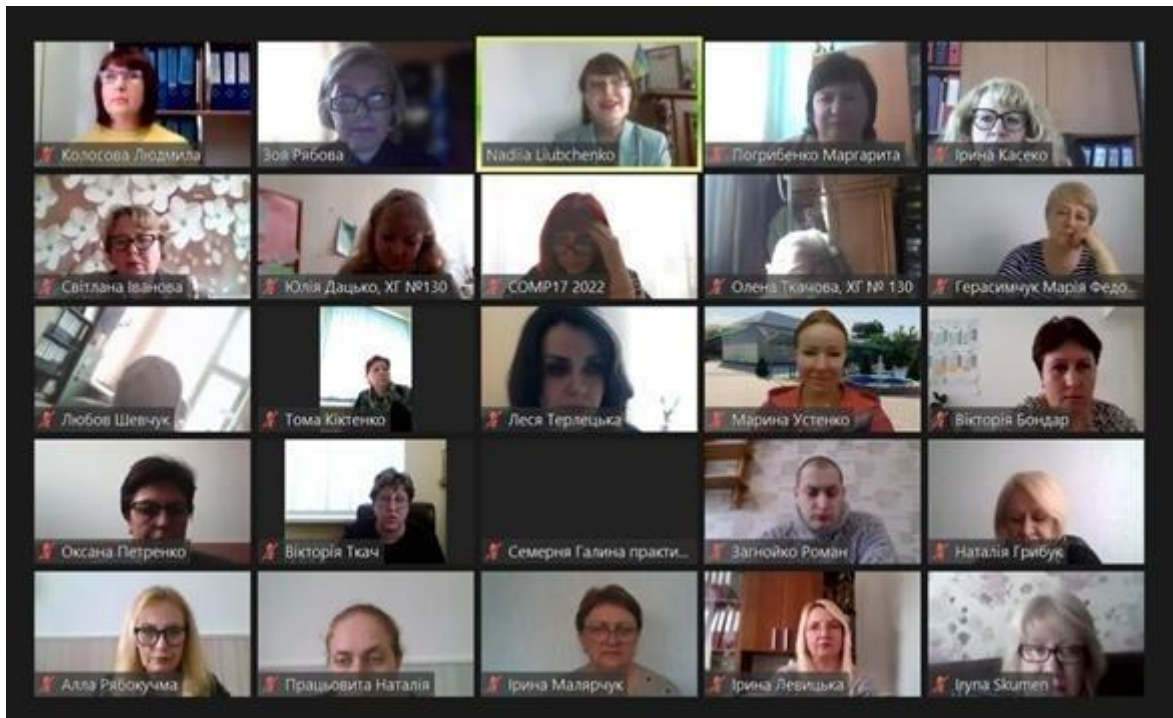 Колосова Людмила
Зоя Рябова
Nadiia Liubchenko
Погрибенко Маргарита
Ірина Касеко
Світлана Іванова
Юлія Дацько, ХГ №130
COMP17 2022
Олена Ткачова, ХГ № 130
Герасимчук Марія Федо...
Любов Шевчук
Тома Кіктенко
Леся Терлецька
Марина Устенко
Вікторія Бондар
Оксана Петренко
Вікторія Ткач
Семерня Галина практи...
Загнойко Роман
Наталія Грибук
Алла Рябокучма
Працьовита Наталія
Ірина Малярчук
Ірина Левицька
Iryna Skumen